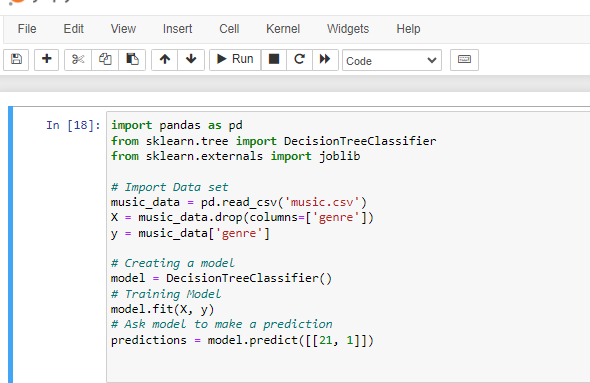 File Edit View Insert Cell Kernel Widgets Help
Run Code
In [18]:
import pandas as pd
from sklearn.tree import DecisionTreeClassifier
from sklearn.externals import joblib
# Import Data set
music_data = pd.read_csv('music.csv')
X = music_data.drop(columns=['genre'])
y = music_data['genre']
# Creating a model
model = DecisionTreeClassifier()
# Training Model
model.fit(X, y)
# Ask model to make a prediction
predictions = model.predict([[21, 1]])